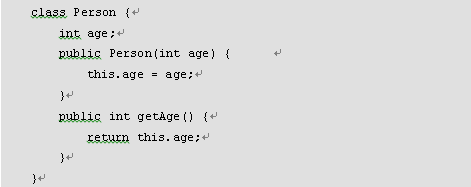 class Person {↵
int age;↵
public Person(int age) {        ↵
this.age = age;↵
}↵
public int getAge() {↵
return this.age;↵
}↵
}↵